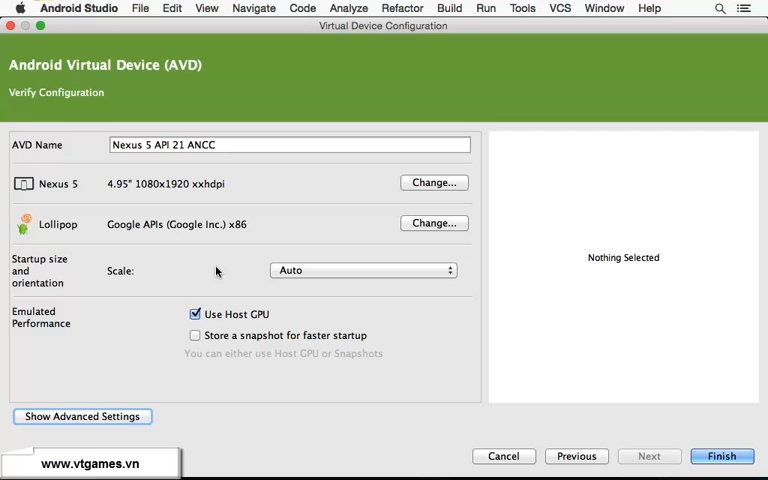 Android Studio File Edit View Navigate Code Analyze Refactor Build Run Tools VCS Window Help
Virtual Device Configuration
Android Virtual Device (AVD)
Verify Configuration
AVD Name Nexus 5 API 21 ANCC
Nexus 5 4.95" 1080x1920 xxhdpi Change...
Lollipop Google APIs (Google Inc.) x86 Change...
Startup size
and
orientation
Scale: Auto
Emulated
Performance
Use Host GPU
Store a snapshot for faster startup
You can either use Host GPU or Snapshots
Nothing Selected
Show Advanced Settings
Cancel Previous Next Finish
www.vtgames.vn